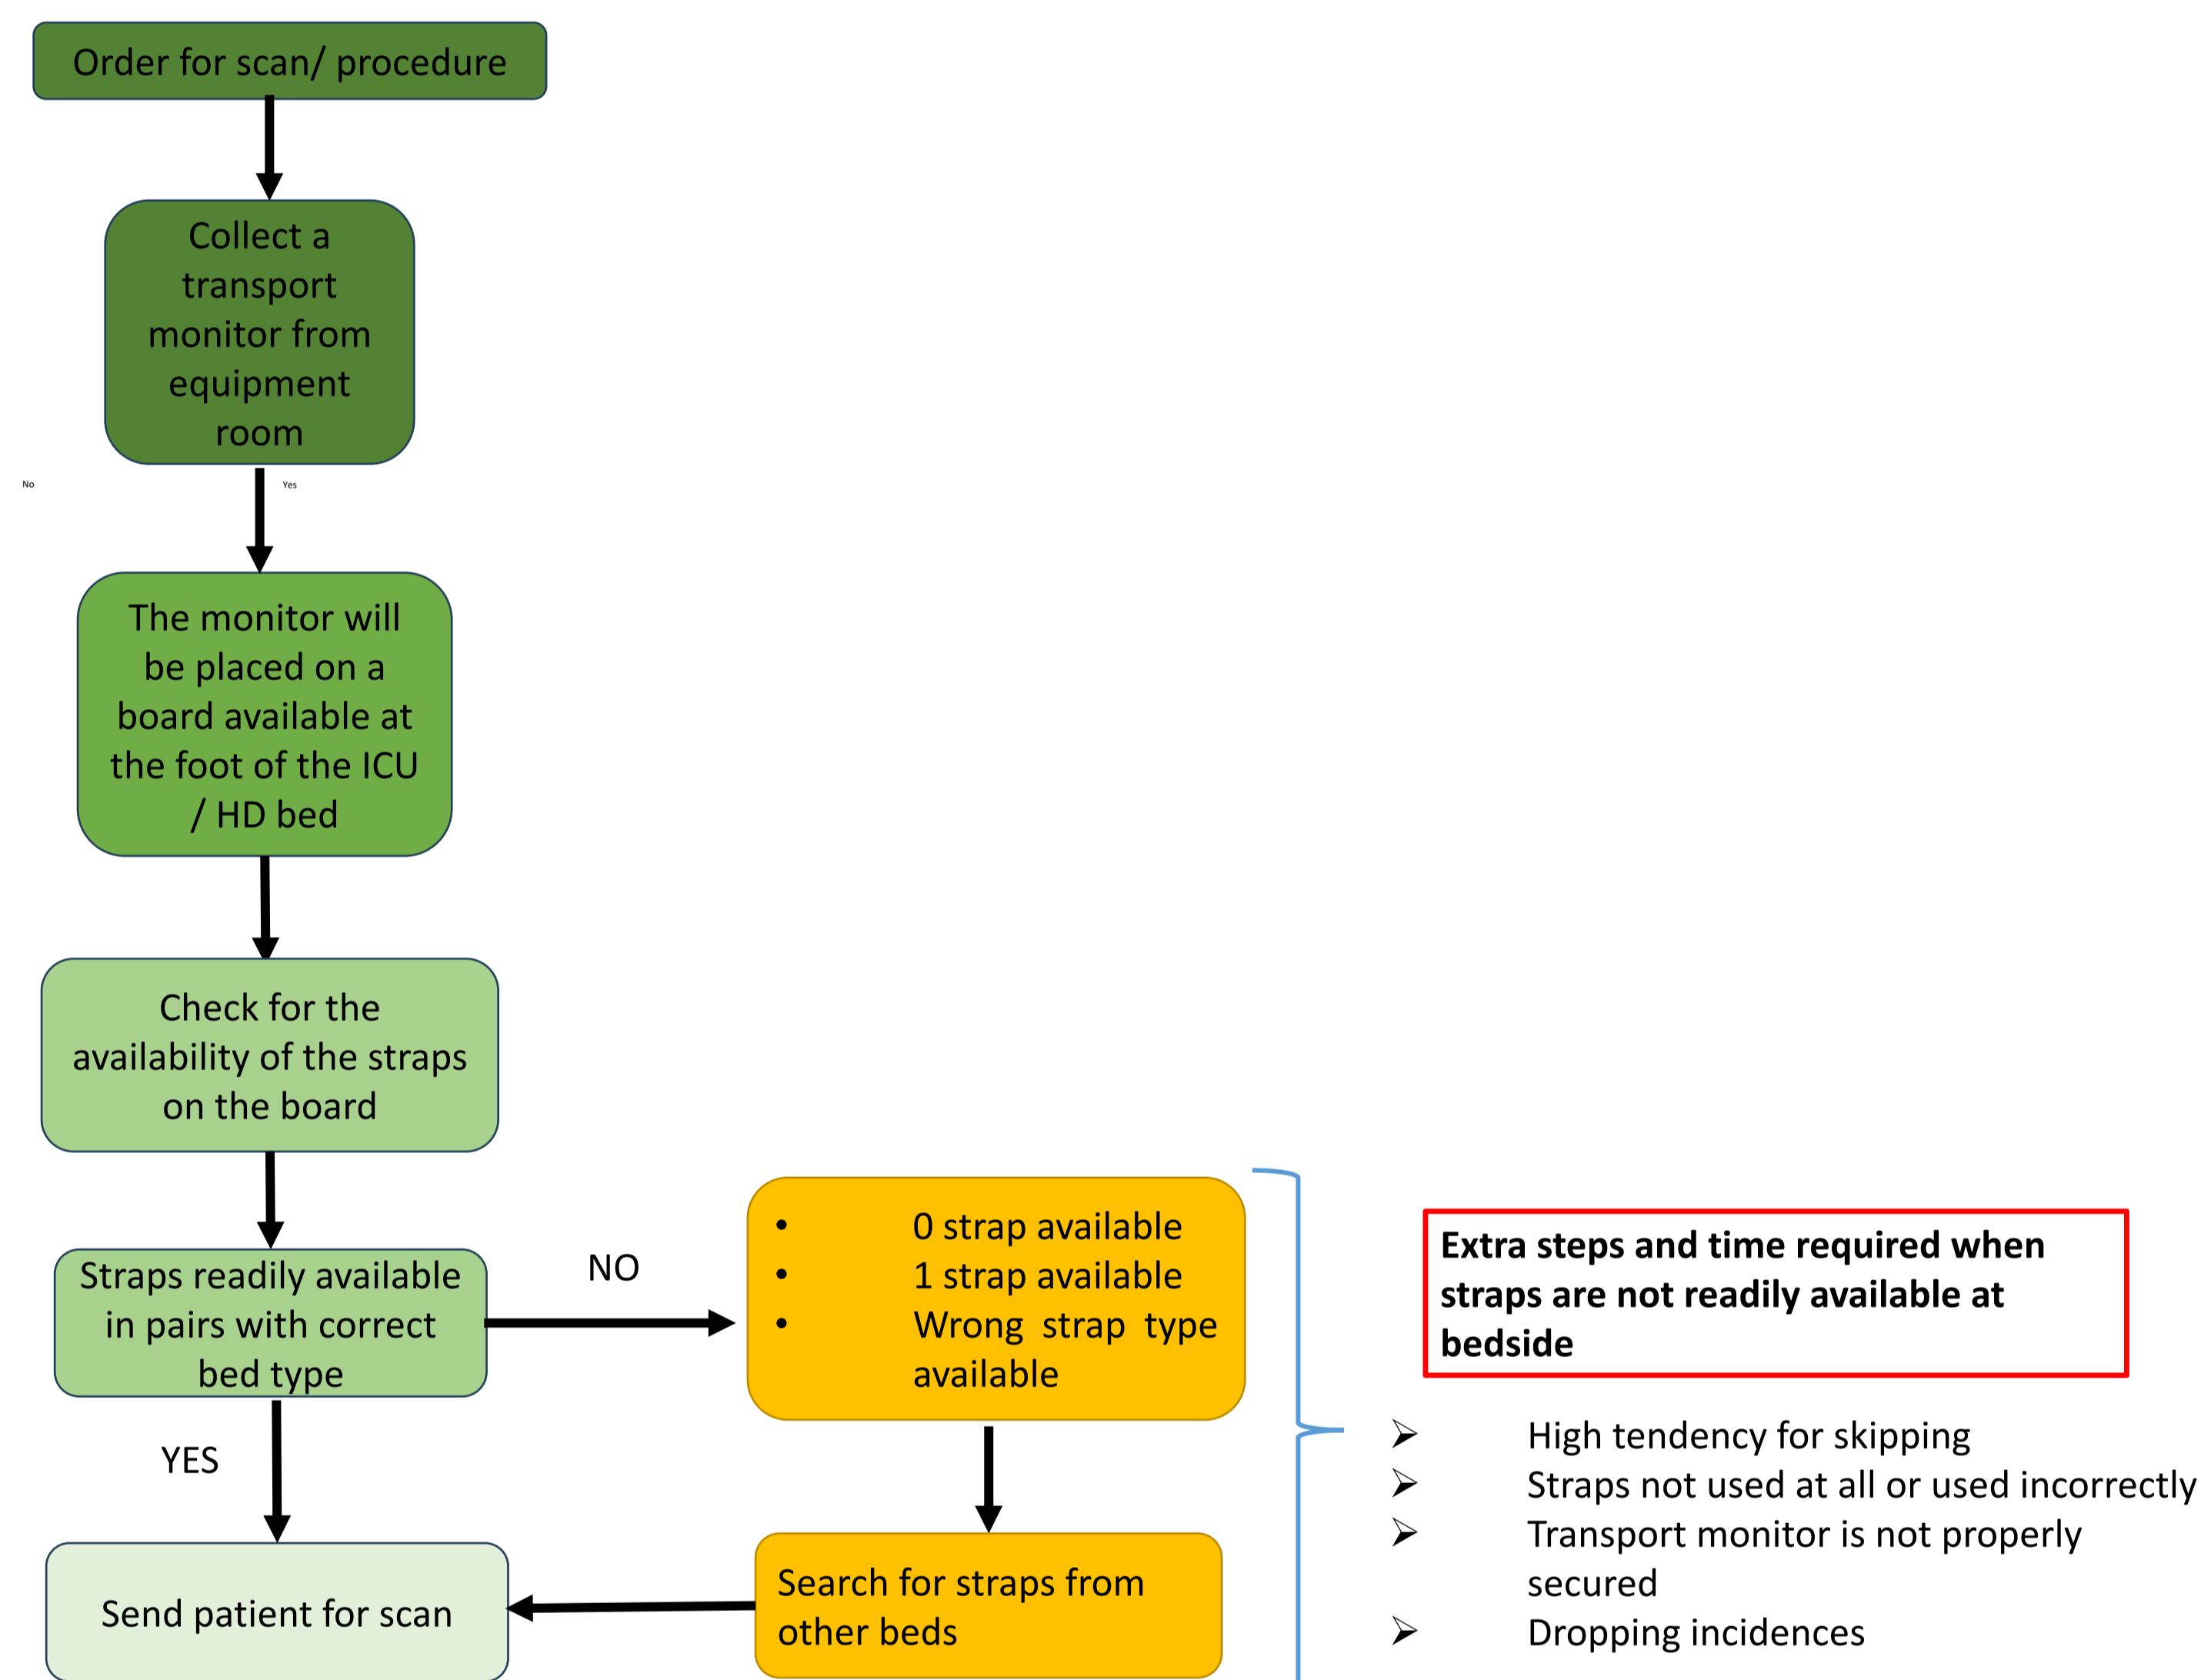 Order for scan/ procedure
Collect a
transport
monitor from
equipment
room
No
Yes
The monitor will
be placed on a
board available at
the foot of the ICU
/ HD bed
Check for the
availability of the straps
on the board
Straps readily available
in pairs with correct
bed type
NO
• 0 strap available
• 1 strap available
• Wrong strap type
available
YES
Send patient for scan
Search for straps from
other beds
Extra steps and time required when
straps are not readily available at
bedside
➢ High tendency for skipping
➢ Straps not used at all or used incorrectly
➢ Transport monitor is not properly
secured
➢ Dropping incidences